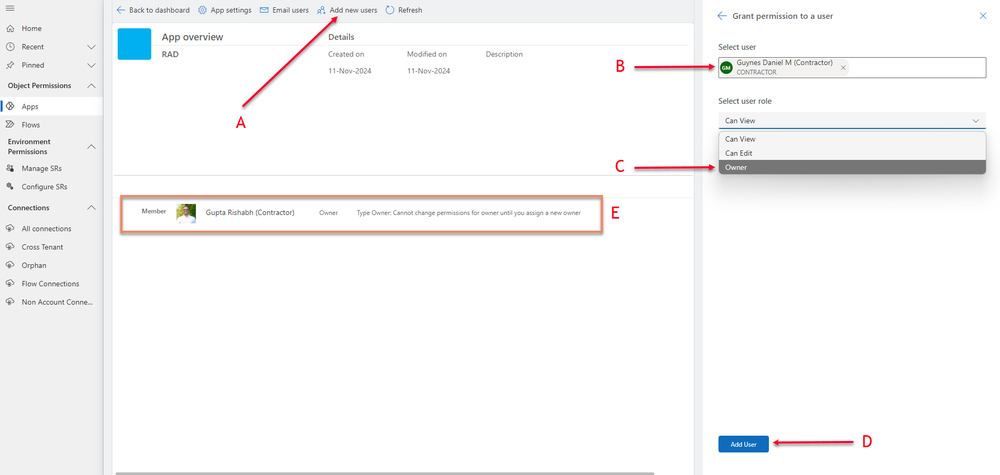 Back to dashboard
App settings
Email users
Add new users
Refresh
Home
Recent
Pinned
Object Permissions
Apps
Flows
Environment
Permissions
Manage SRs
Configure SRs
Connections
All connections
Cross Tenant
Orphan
Flow Connections
Non Account Conne...
App overview
RAD
Details
Created on
Modified on
Description
11-Nov-2024
11-Nov-2024
A
Member
Gupta Rishabh (Contractor)
Owner
Type Owner: Cannot change permissions for owner until you assign a new owner
E
Grant permission to a user
Select user
B
GM
Guynes Daniel M (Contractor)
CONTRACTOR
Select user role
Can View
Can View
Can Edit
C
Owner
Add User
D